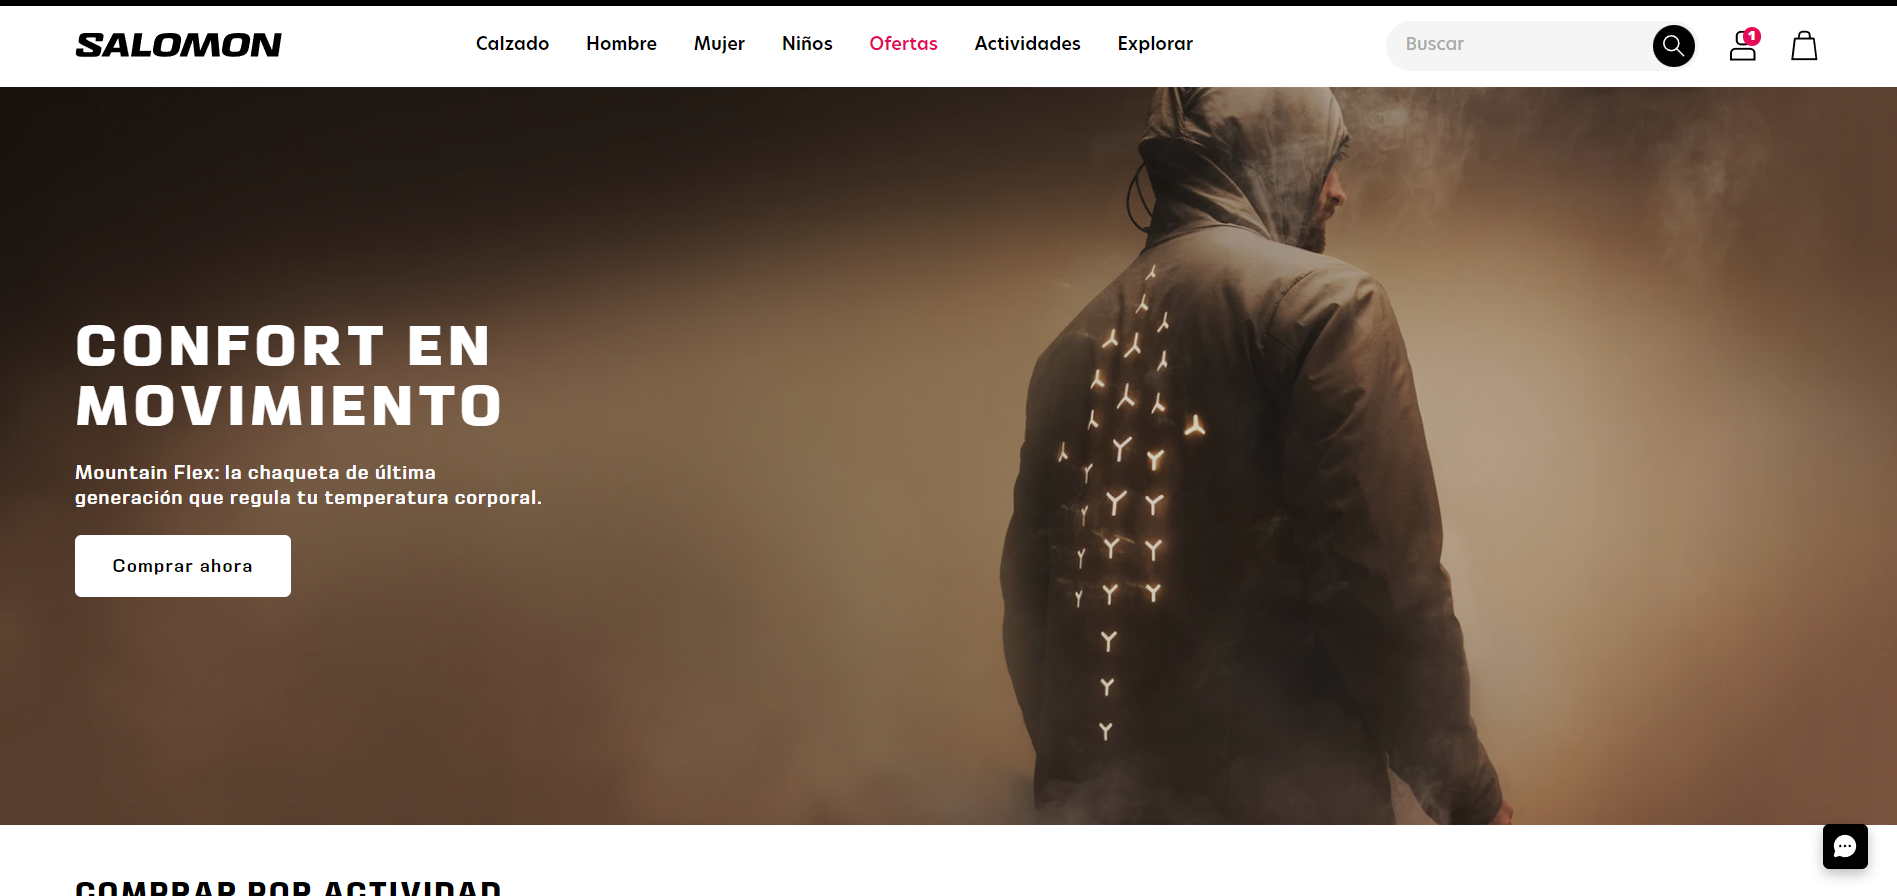 SALOMON
Calzado
Hombre
Mujer
Niños
Ofertas
Actividades
Explorar
Buscar
1
CONFORT EN
MOVIMIENTO
Mountain Flex: la chaqueta de última
generación que regula tu temperatura corporal.
Comprar ahora
COMPRAR POR ACTIVIDAD